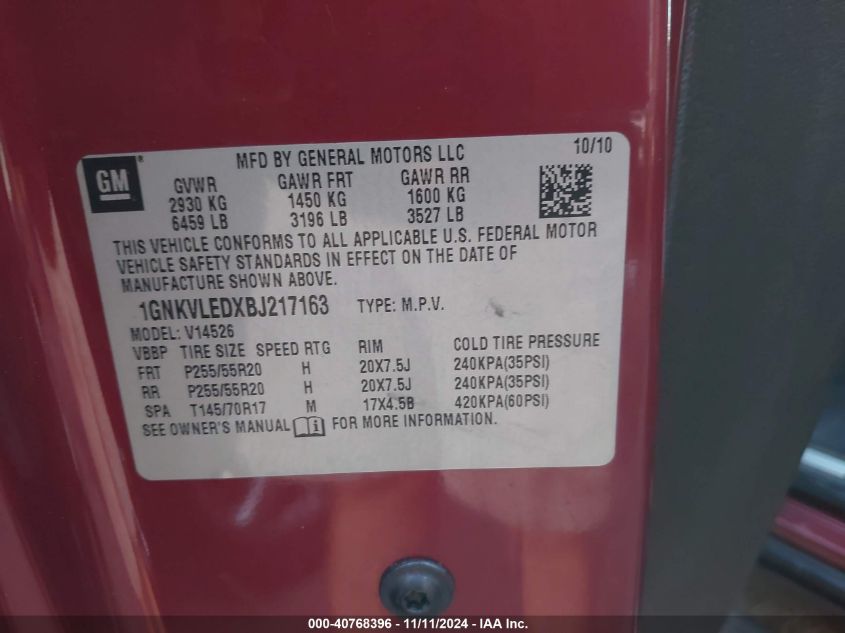 GM
MFD BY GENERAL MOTORS LLC 10/10
GVWR GAWR FRT GAWR RR
2930 KG 1450 KG 1600 KG
6459 LB 3196 LB 3527 LB
THIS VEHICLE CONFORMS TO ALL APPLICABLE U.S. FEDERAL MOTOR
VEHICLE SAFETY STANDARDS IN EFFECT ON THE DATE OF
MANUFACTURE SHOWN ABOVE.
1GNKVLEDXBJ217163 TYPE: M.P.V.
MODEL: V14526
VBBP TIRE SIZE SPEED RTG RIM COLD TIRE PRESSURE
FRT P255/55R20 H 20X7.5J 240KPA(35PSI)
RR P255/55R20 H 20X7.5J 240KPA(35PSI)
SPA T145/70R17 M 17X4.5B 420KPA(60PSI)
SEE OWNER'S MANUAL i FOR MORE INFORMATION.
000-40768396 - 11/11/2024 - IAA Inc.